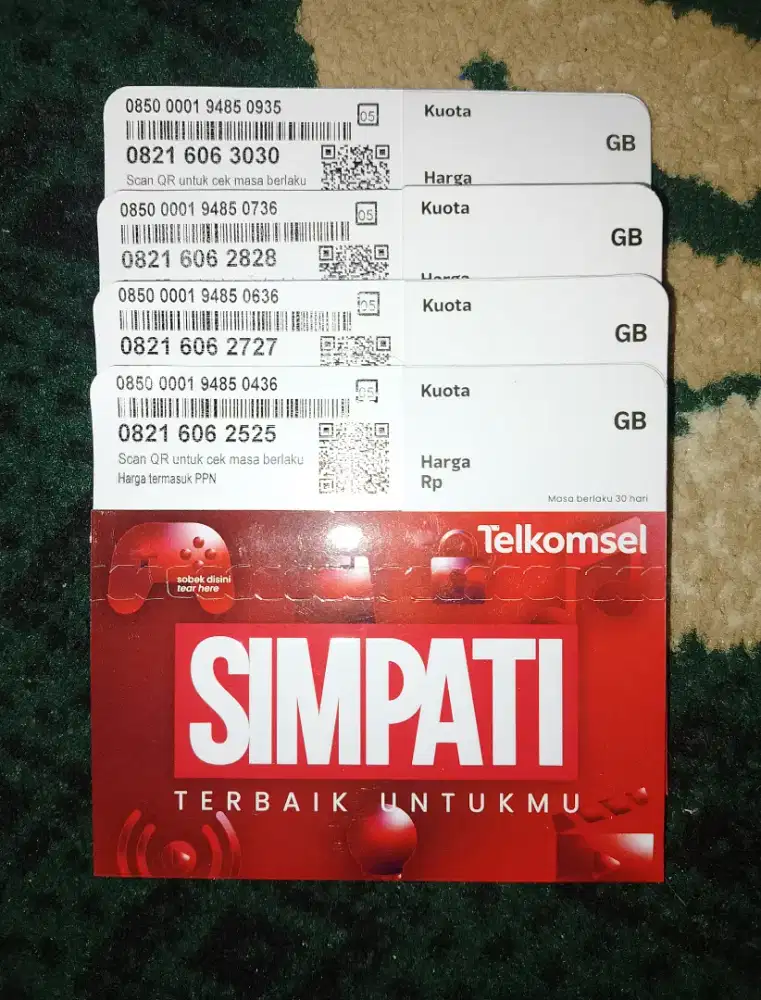 0850 0001 9485 0935
05
Kuota
GB
0821 606 3030
Scan QR untuk cek masa berlaku
Harga
0850 0001 9485 0736
05
Kuota
GB
0821 606 2828
Harga
0850 0001 9485 0636
05
Kuota
GB
0821 606 2727
0850 0001 9485 0436
05
Kuota
GB
0821 606 2525
Scan QR untuk cek masa berlaku
Harga termasuk PPN
Harga
Rp
Masa berlaku 30 hari
Telkomsel
sobek disini
tear here
SIMPATI
TERBAIK UNTUKMU